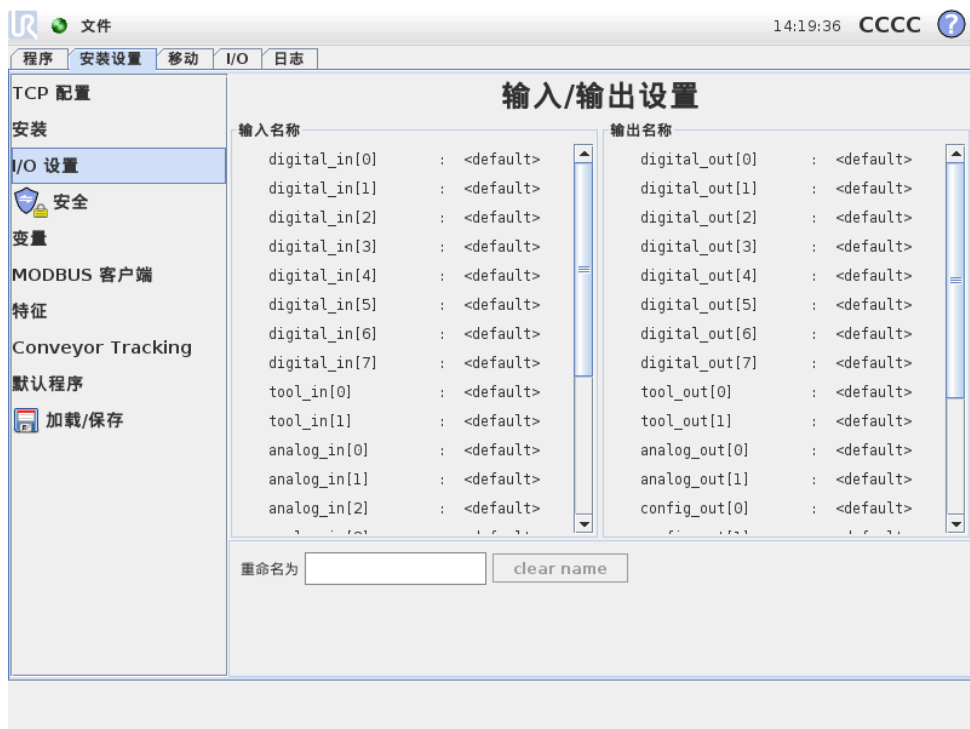 UR 文件 14:19:36 CCCC ?
程序 安装设置 移动 I/O 日志
TCP 配置
安装
I/O 设置
安全
变量
MODBUS 客户端
特征
Conveyor Tracking
默认程序
加载/保存
输入/输出设置
输入名称
digital_in[0] : <default>
digital_in[1] : <default>
digital_in[2] : <default>
digital_in[3] : <default>
digital_in[4] : <default>
digital_in[5] : <default>
digital_in[6] : <default>
digital_in[7] : <default>
tool_in[0] : <default>
tool_in[1] : <default>
analog_in[0] : <default>
analog_in[1] : <default>
analog_in[2] : <default>
输出名称
digital_out[0] : <default>
digital_out[1] : <default>
digital_out[2] : <default>
digital_out[3] : <default>
digital_out[4] : <default>
digital_out[5] : <default>
digital_out[6] : <default>
digital_out[7] : <default>
tool_out[0] : <default>
tool_out[1] : <default>
analog_out[0] : <default>
analog_out[1] : <default>
config_out[0] : <default>
重命名为 clear name